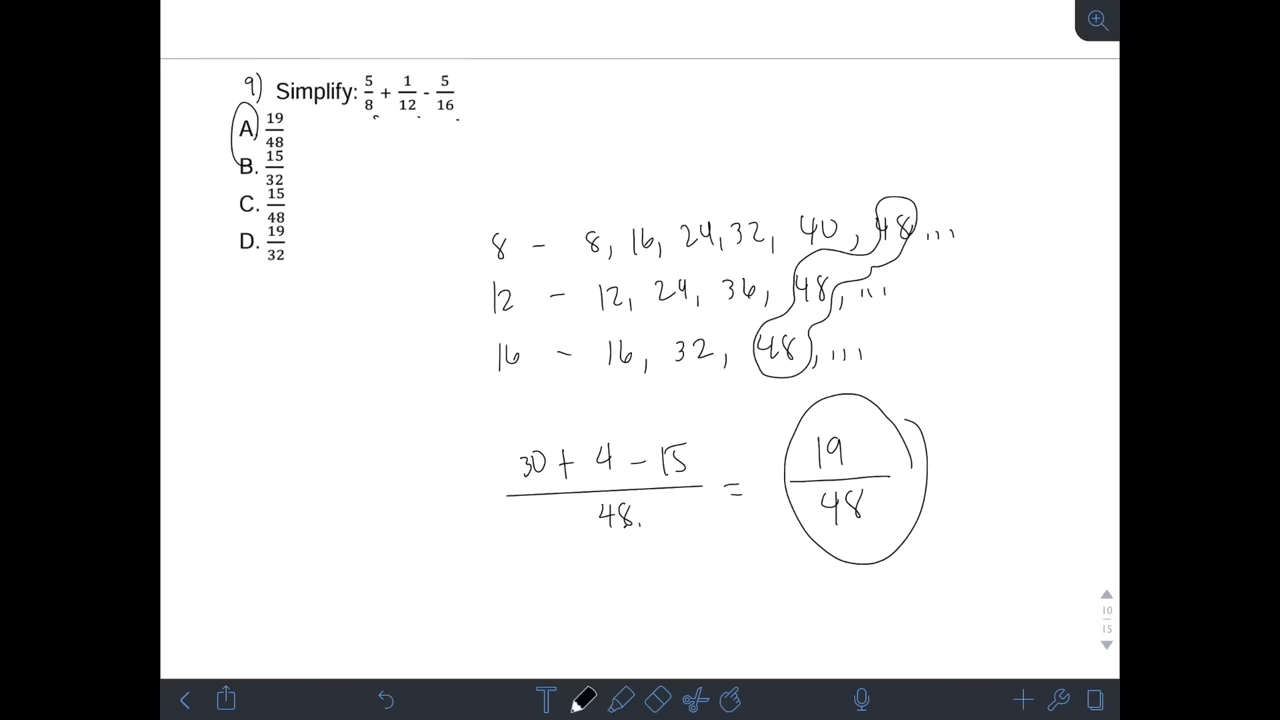 9) Simplify: 5/8 + 1/12 - 5/16
A) 19/48
B. 15/32
C. 15/48
D. 19/32
8 - 8, 16, 24, 32, 40, 48, ...
12 - 12, 24, 36, 48, ...
16 - 16, 32, 48, ...
30 + 4 - 15 / 48. = 19/48
10
15
T